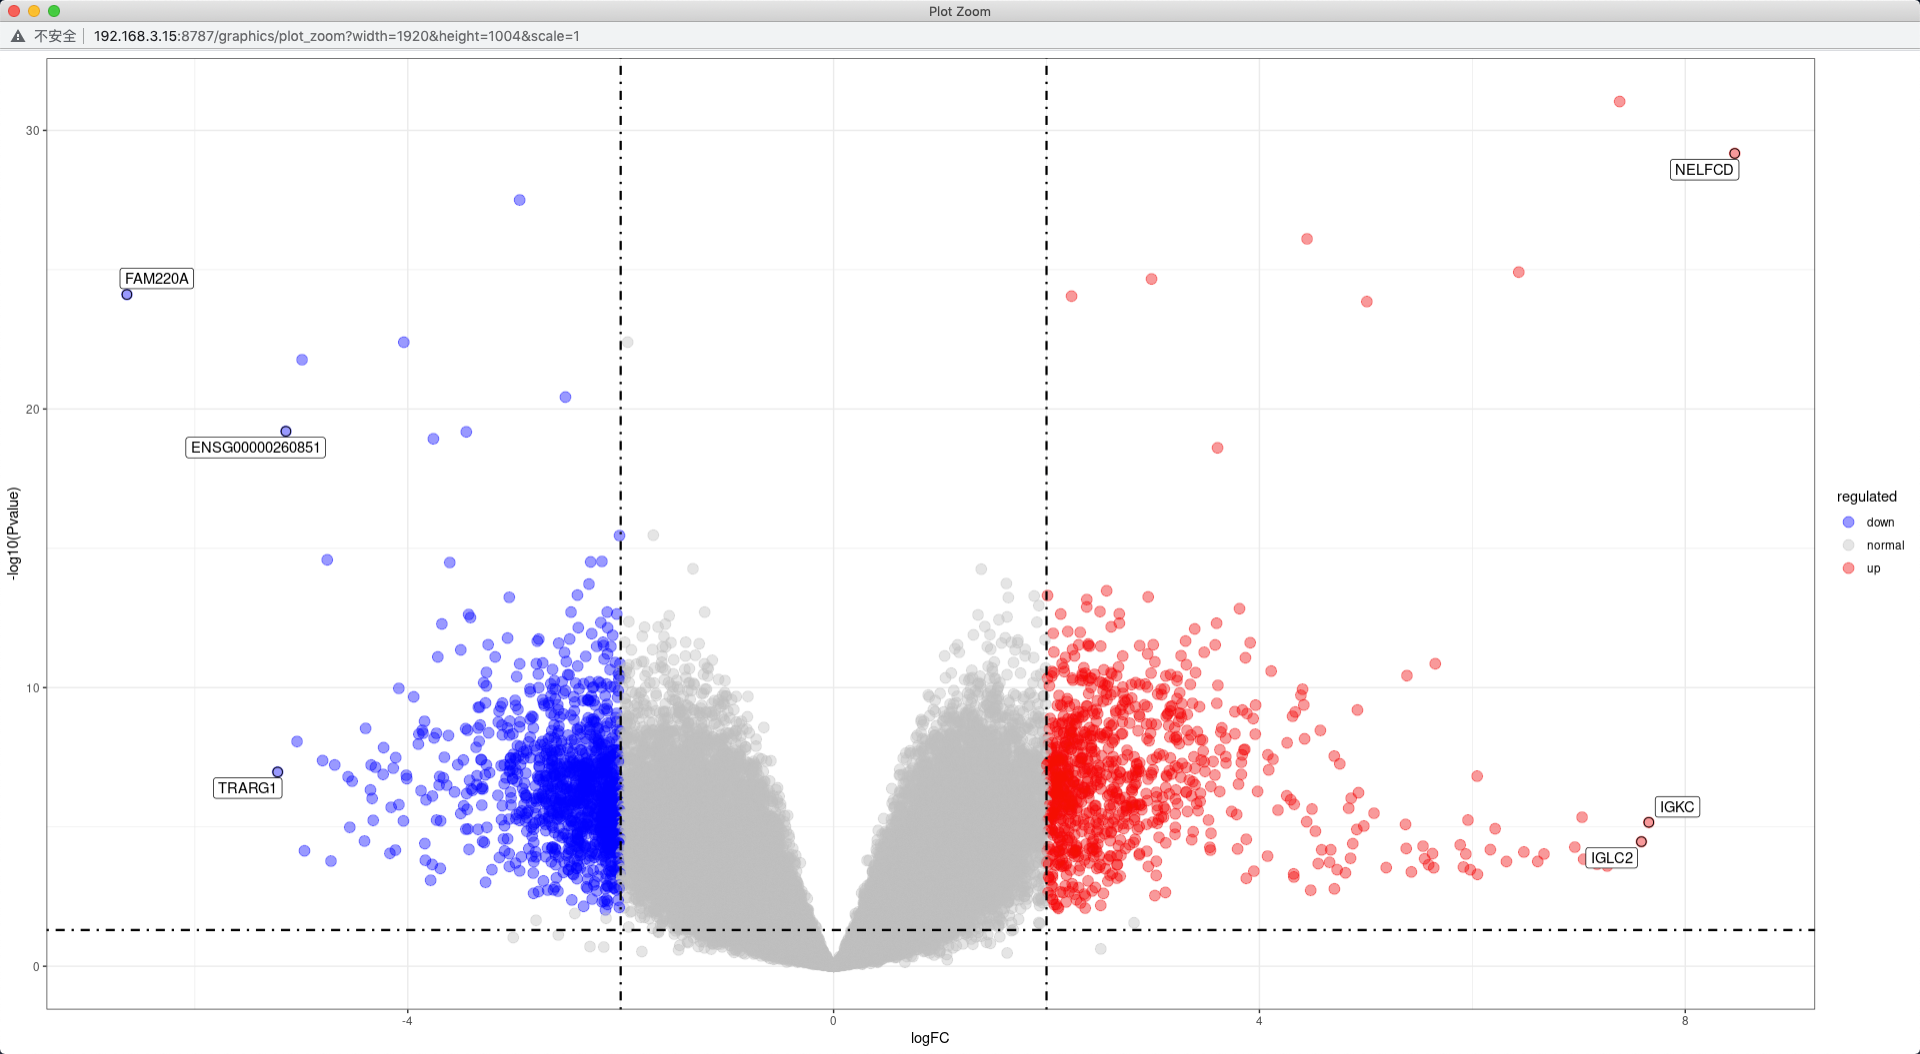 Plot Zoom
不安全 192.168.3.15:8787/graphics/plot_zoom?width=1920&height=1004&scale=1
30
NELFCD
FAM220A
20
ENSG00000260851
-log10(Pvalue)
regulated
down
normal
up
10
TRARG1
IGKC
IGLC2
0
-4
0
4
8
logFC